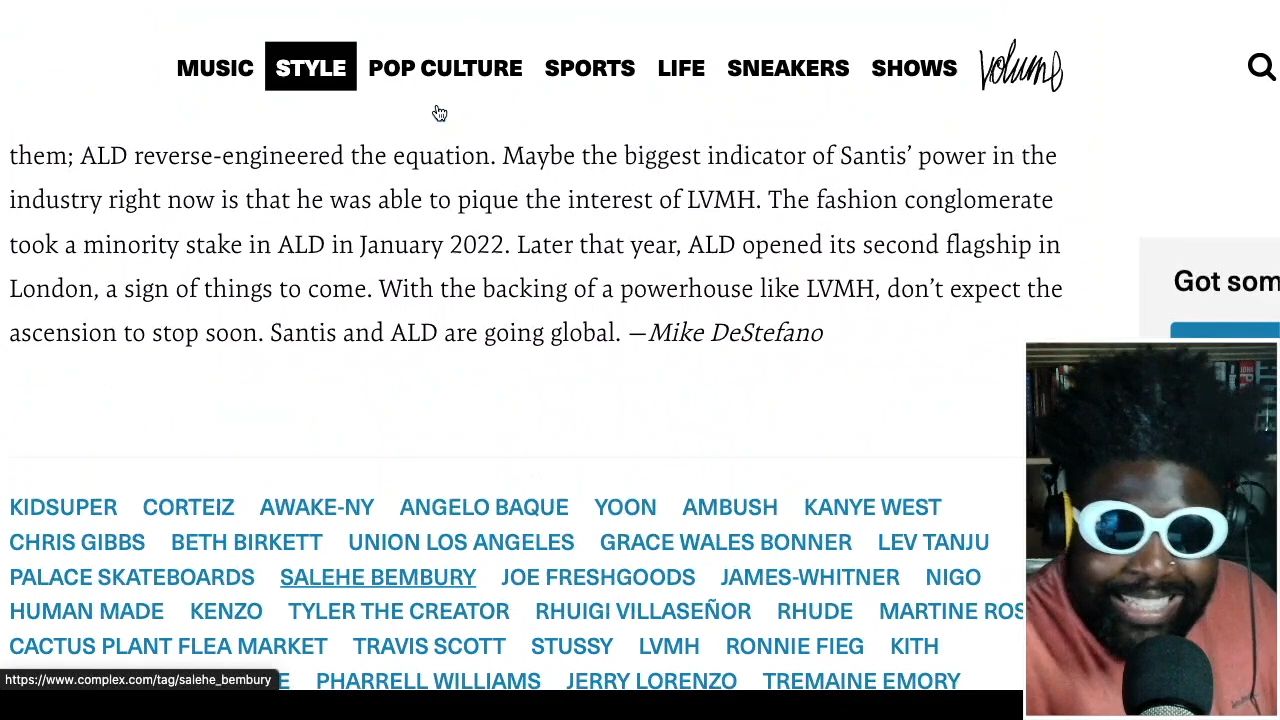 MUSIC STYLE POP CULTURE SPORTS LIFE SNEAKERS SHOWS Volume
them; ALD reverse-engineered the equation. Maybe the biggest indicator of Santis’ power in the
industry right now is that he was able to pique the interest of LVMH. The fashion conglomerate
took a minority stake in ALD in January 2022. Later that year, ALD opened its second flagship in
London, a sign of things to come. With the backing of a powerhouse like LVMH, don’t expect the
ascension to stop soon. Santis and ALD are going global. —Mike DeStefano
Got som
KIDSUPER CORTEIZ AWAKE-NY ANGELO BAQUE YOON AMBUSH KANYE WEST
CHRIS GIBBS BETH BIRKETT UNION LOS ANGELES GRACE WALES BONNER LEV TANJU
PALACE SKATEBOARDS SALEHE BEMBURY JOE FRESHGOODS JAMES-WHITNER NIGO
HUMAN MADE KENZO TYLER THE CREATOR RHUIGI VILLASEÑOR RHUDE MARTINE ROS
CACTUS PLANT FLEA MARKET TRAVIS SCOTT STUSSY LVMH RONNIE FIEG KITH
E PHARRELL WILLIAMS JERRY LORENZO TREMAINE EMORY
https://www.complex.com/tag/salehe_bembury